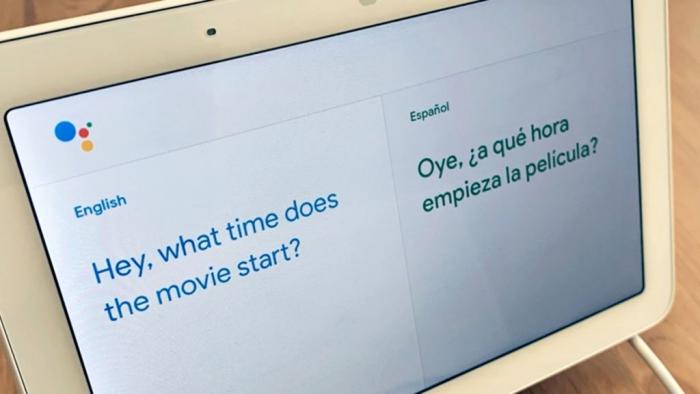 English
Hey, what time does
the movie start?
Español
Oye, ¿a qué hora
empieza la película?